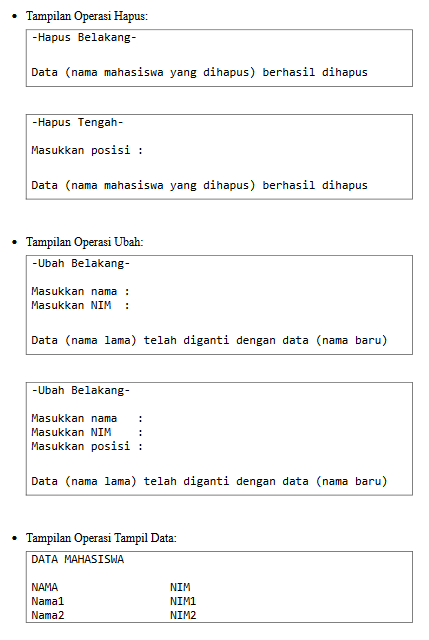 • Tampilan Operasi Hapus:
-Hapus Belakang-
Data (nama mahasiswa yang dihapus) berhasil dihapus
-Hapus Tengah-
Masukkan posisi :
Data (nama mahasiswa yang dihapus) berhasil dihapus
• Tampilan Operasi Ubah:
-Ubah Belakang-
Masukkan nama :
Masukkan NIM  :
Data (nama lama) telah diganti dengan data (nama baru)
-Ubah Belakang-
Masukkan nama   :
Masukkan NIM    :
Masukkan posisi :
Data (nama lama) telah diganti dengan data (nama baru)
• Tampilan Operasi Tampil Data:
DATA MAHASISWA
NAMA                NIM
Nama1               NIM1
Nama2               NIM2